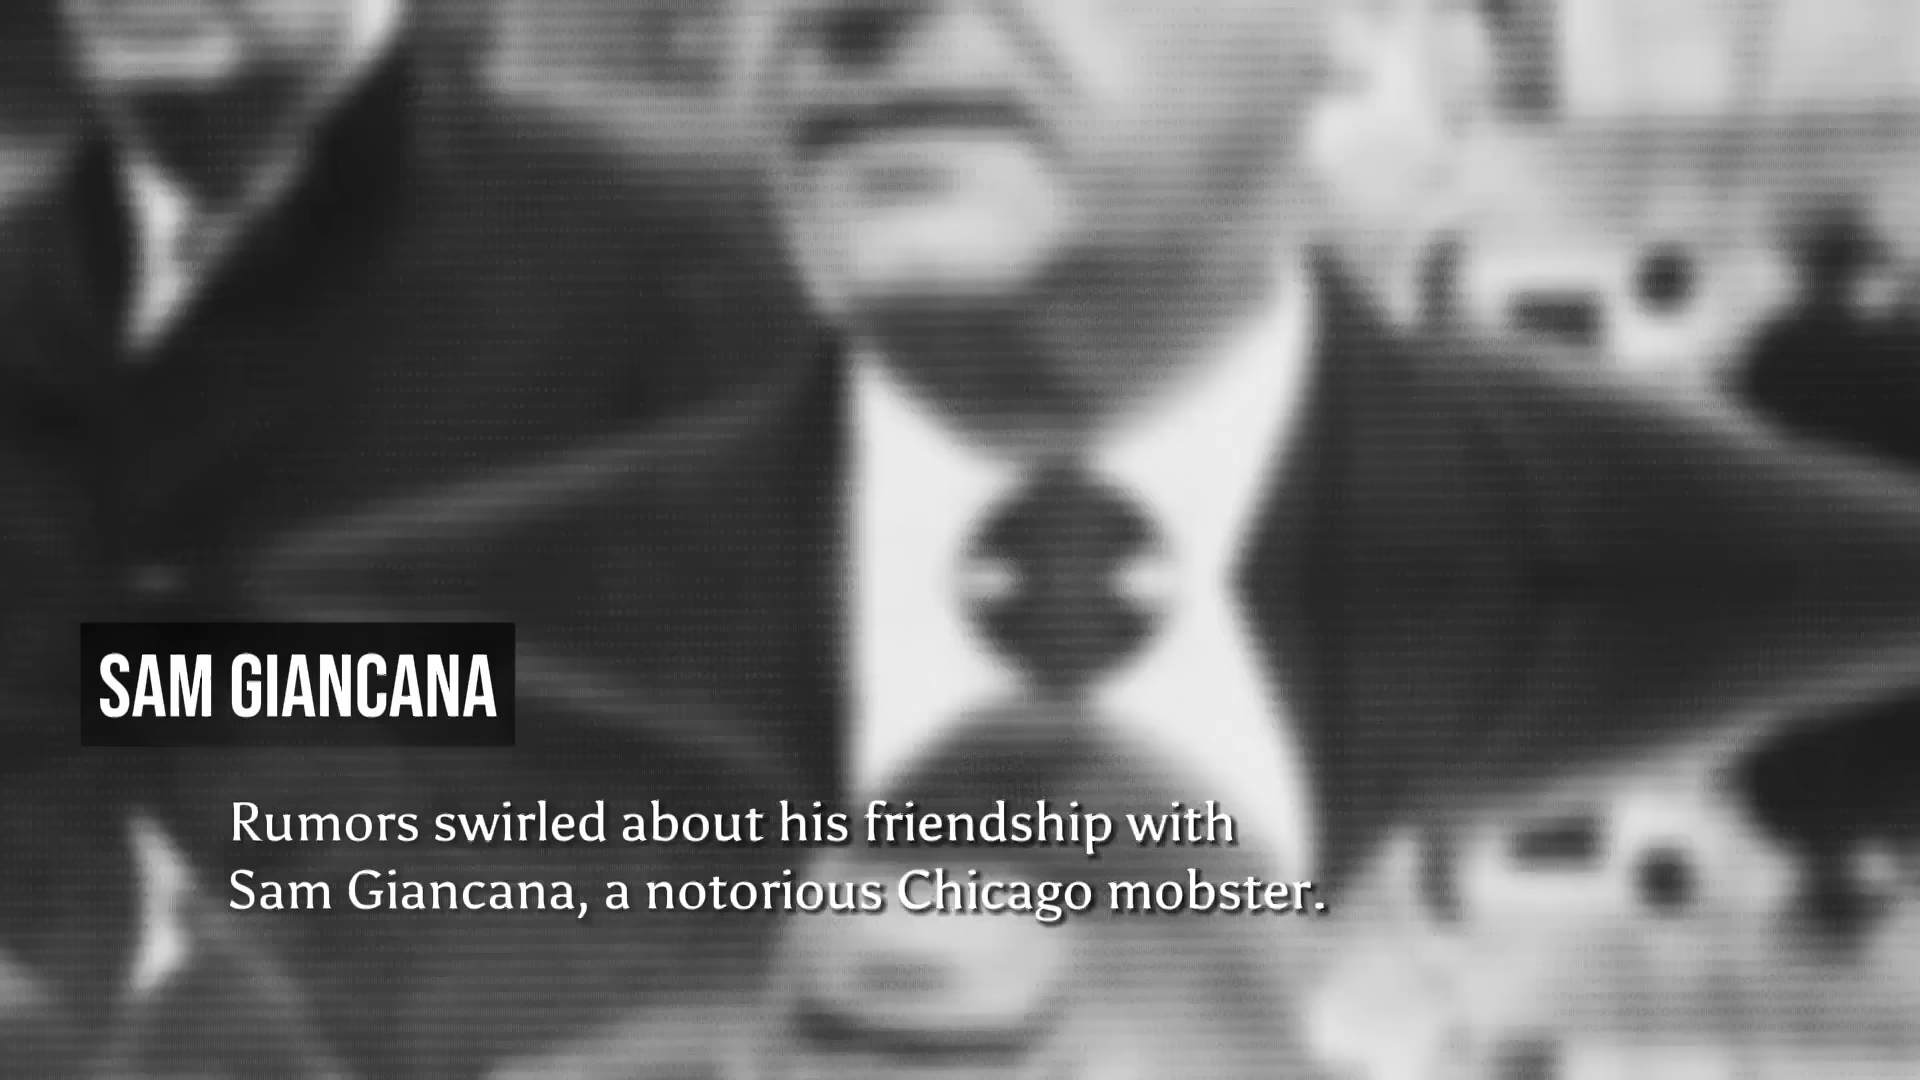 SAM GIANCANA
Rumors swirled about his friendship with
Sam Giancana, a notorious Chicago mobster.